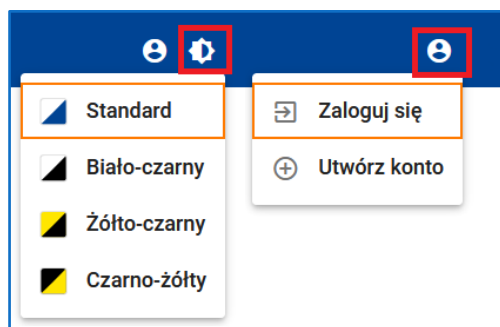 Standard
Biało-czarny
Żółto-czarny
Czarno-żółty
Zaloguj się
Utwórz konto